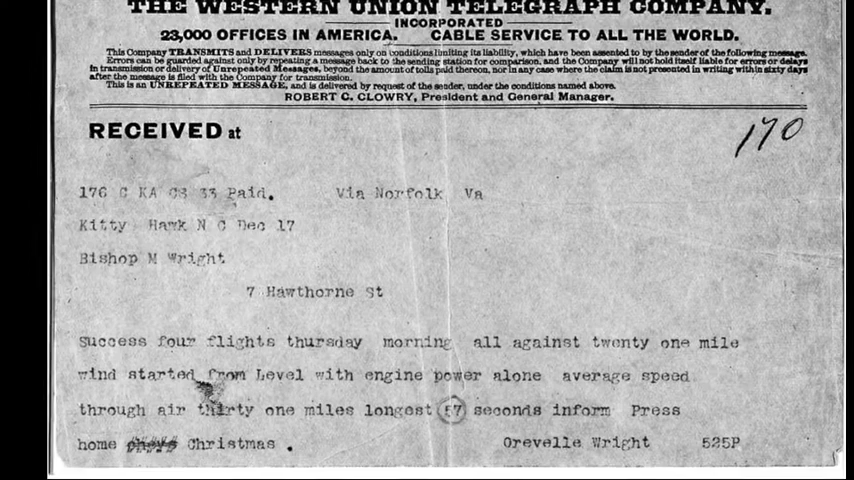 THE WESTERN UNION TELEGRAPH COMPANY.
INCORPORATED
23,000 OFFICES IN AMERICA. CABLE SERVICE TO ALL THE WORLD.
This Company TRANSMITS and DELIVERS messages only on conditions limiting its liability, which have been assented to by the sender of the following message.
Errors can be guarded against only by repeating a message back to the sending station for comparison, and the Company will not hold itself liable for errors or delays
in transmission or delivery of Unrepeated Messages, beyond the amount of tolls paid thereon, nor in any case where the claim is not presented in writing within sixty days
after the message is filed with the Company for transmission.
This is an UNREPEATED MESSAGE, and is delivered by request of the sender, under the conditions named above.
ROBERT C. CLOWRY, President and General Manager.
RECEIVED at
170
176 C KA CS 33 Paid. Via Norfolk Va
Kitty Hawk N C Dec 17
Bishop M Wright
7 Hawthorne St
Success four flights thursday morning all against twenty one mile
wind started from Level with engine power alone average speed
through air thirty one miles longest 57 seconds inform Press
home Christmas .
Orevelle Wright 525P